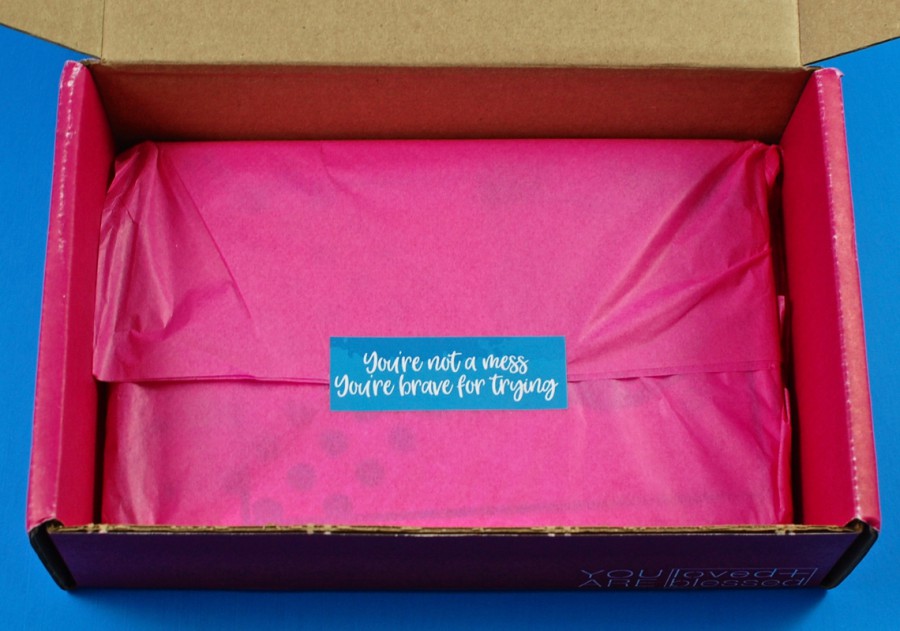 You're not a mess
You're brave for trying
YOU loved+
ARE blessed